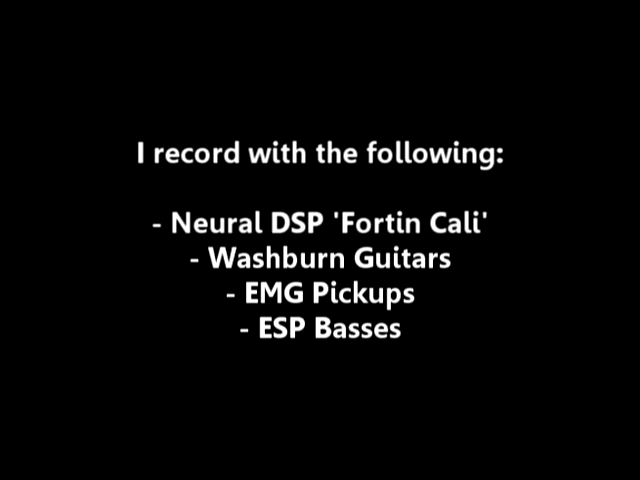 I record with the following:
- Neural DSP 'Fortin Cali'
- Washburn Guitars
- EMG Pickups
- ESP Basses